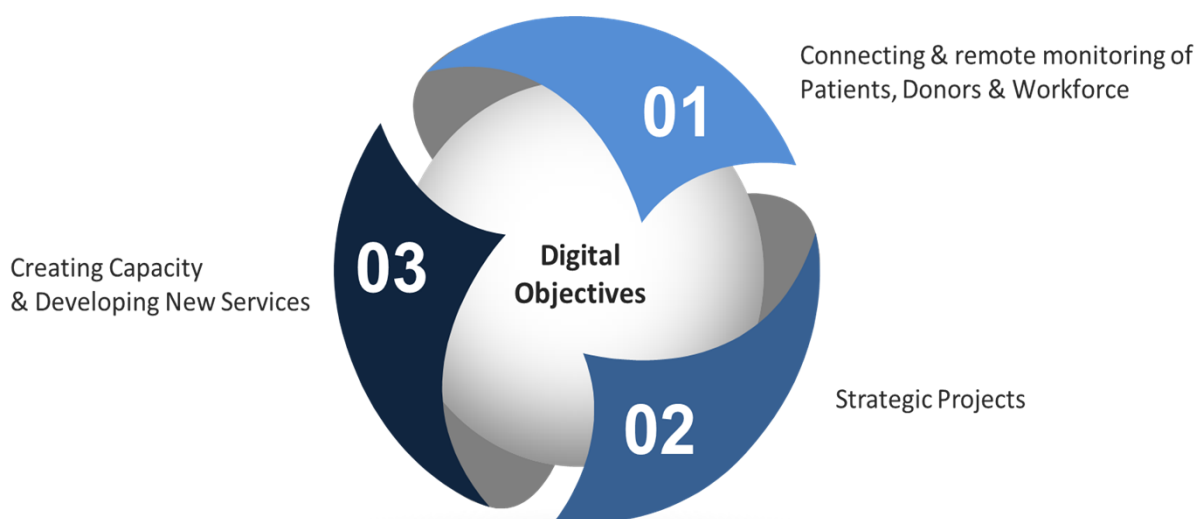 01
Connecting & remote monitoring of
Patients, Donors & Workforce
03
Creating Capacity
& Developing New Services
Digital
Objectives
02
Strategic Projects